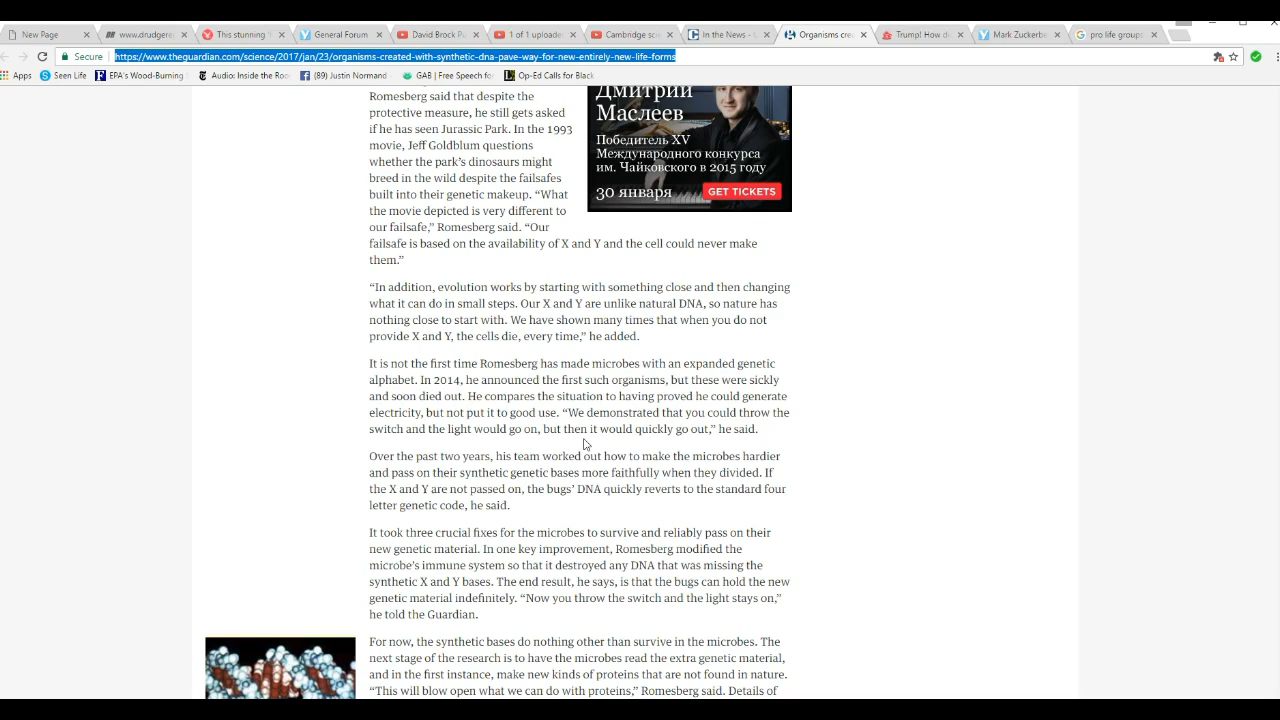 New Page
www.drudgerep
This stunning
General Forum
David Brock Pu
1 of 1 uploaded
Cambridge scie
In the News - L
Organisms cre
Trump! How di
Mark Zuckerbe
pro life groups
Secure
https://www.theguardian.com/science/2017/jan/23/organisms-created-with-synthetic-dna-pave-way-for-new-entirely-new-life-forms
Apps
Seen Life
EPA's Wood-Burning
Audio: Inside the Roo
(89) Justin Normand
GAB | Free Speech fo
Op-Ed Calls for Black
Romesberg said that despite the
protective measure, he still gets asked
if he has seen Jurassic Park. In the 1993
movie, Jeff Goldblum questions
whether the park's dinosaurs might
breed in the wild despite the failsafes
built into their genetic makeup. “What
the movie depicted is very different to
our failsafe,” Romesberg said. “Our
failsafe is based on the availability of X and Y and the cell could never make
them.”
Дмитрий
Маслеев
Победитель XV
Международного конкурса
им. Чайковского в 2015 году
30 января
GET TICKETS
“In addition, evolution works by starting with something close and then changing
what it can do in small steps. Our X and Y are unlike natural DNA, so nature has
nothing close to start with. We have shown many times that when you do not
provide X and Y, the cells die, every time,” he added.
It is not the first time Romesberg has made microbes with an expanded genetic
alphabet. In 2014, he announced the first such organisms, but these were sickly
and soon died out. He compares the situation to having proved he could generate
electricity, but not put it to good use. “We demonstrated that you could throw the
switch and the light would go on, but then it would quickly go out,” he said.
Over the past two years, his team worked out how to make the microbes hardier
and pass on their synthetic genetic bases more faithfully when they divided. If
the X and Y are not passed on, the bugs’ DNA quickly reverts to the standard four
letter genetic code, he said.
It took three crucial fixes for the microbes to survive and reliably pass on their
new genetic material. In one key improvement, Romesberg modified the
microbe’s immune system so that it destroyed any DNA that was missing the
synthetic X and Y bases. The end result, he says, is that the bugs can hold the new
genetic material indefinitely. “Now you throw the switch and the light stays on,”
he told the Guardian.
For now, the synthetic bases do nothing other than survive in the microbes. The
next stage of the research is to have the microbes read the extra genetic material,
and in the first instance, make new kinds of proteins that are not found in nature.
“This will blow open what we can do with proteins,” Romesberg said. Details of